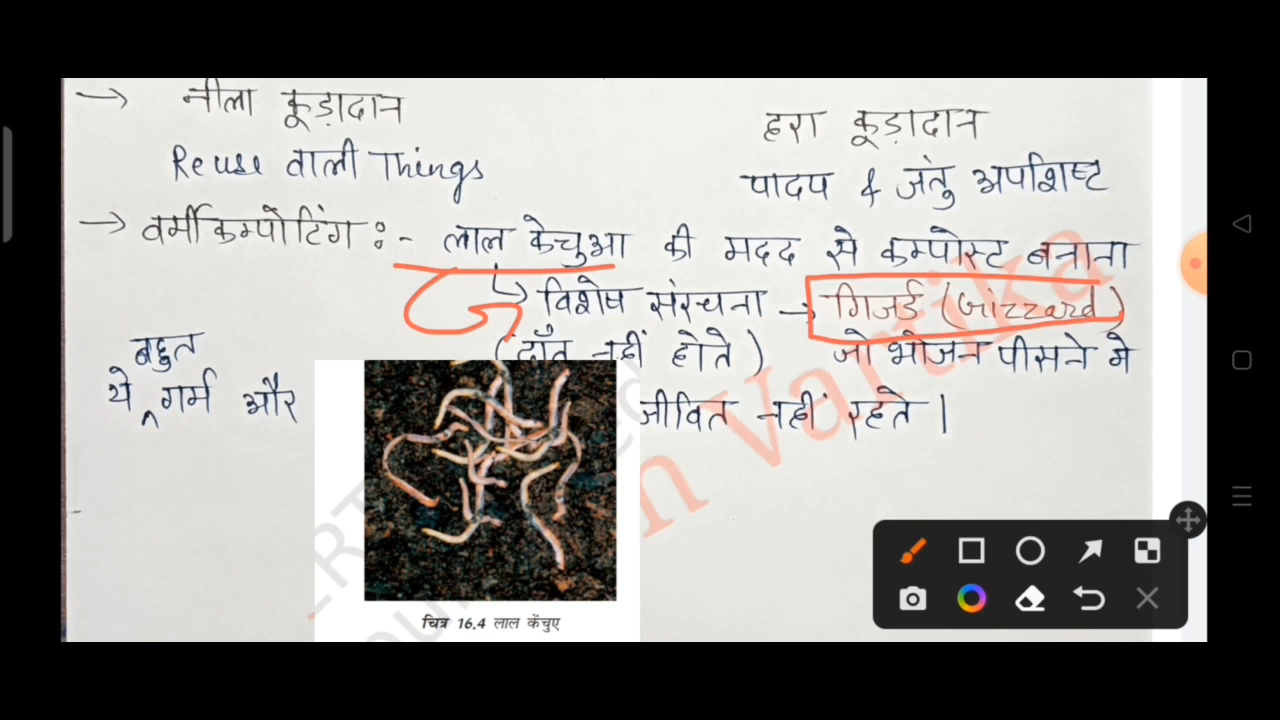 → नीला कूड़ादान
हरा कूड़ादान
Reuse वाली Things
पादप & जंतु अपशिष्ट
→ वर्मीकम्पोटिंग :- लाल केचुआ की मदद से कम्पोस्ट बनाना
↳ विशेष संरचना → गिजर्ड (Gizzard)
(दाँत नहीं होते) जो भोजन पीसने मे
बहुत
ये ^ गर्म और जीवित नहीं रहते ।
Vartika
चित्र 16.4 लाल केंचुए